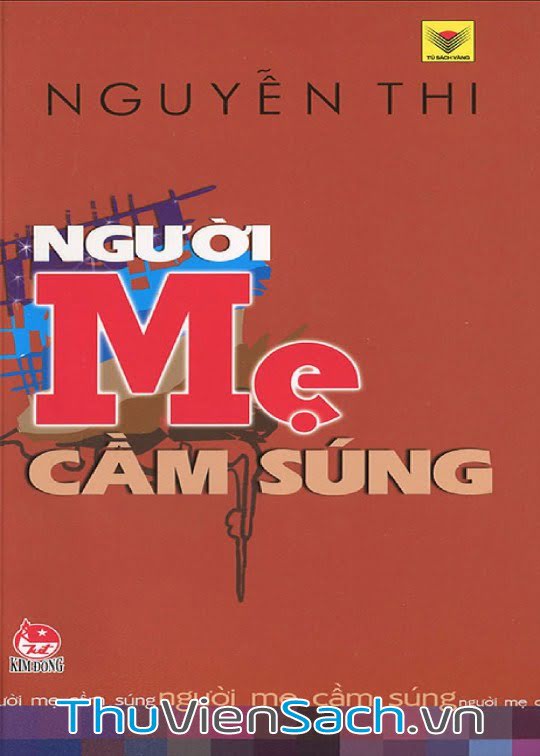 TỦ SÁCH VÀNG
NGUYỄN THI
NGƯỜI
Mẹ
CẦM SÚNG
KIM ĐỒNG
ười mẹ cầm súng người mẹ cầm súng người mẹ c
ThuVienSach.vn